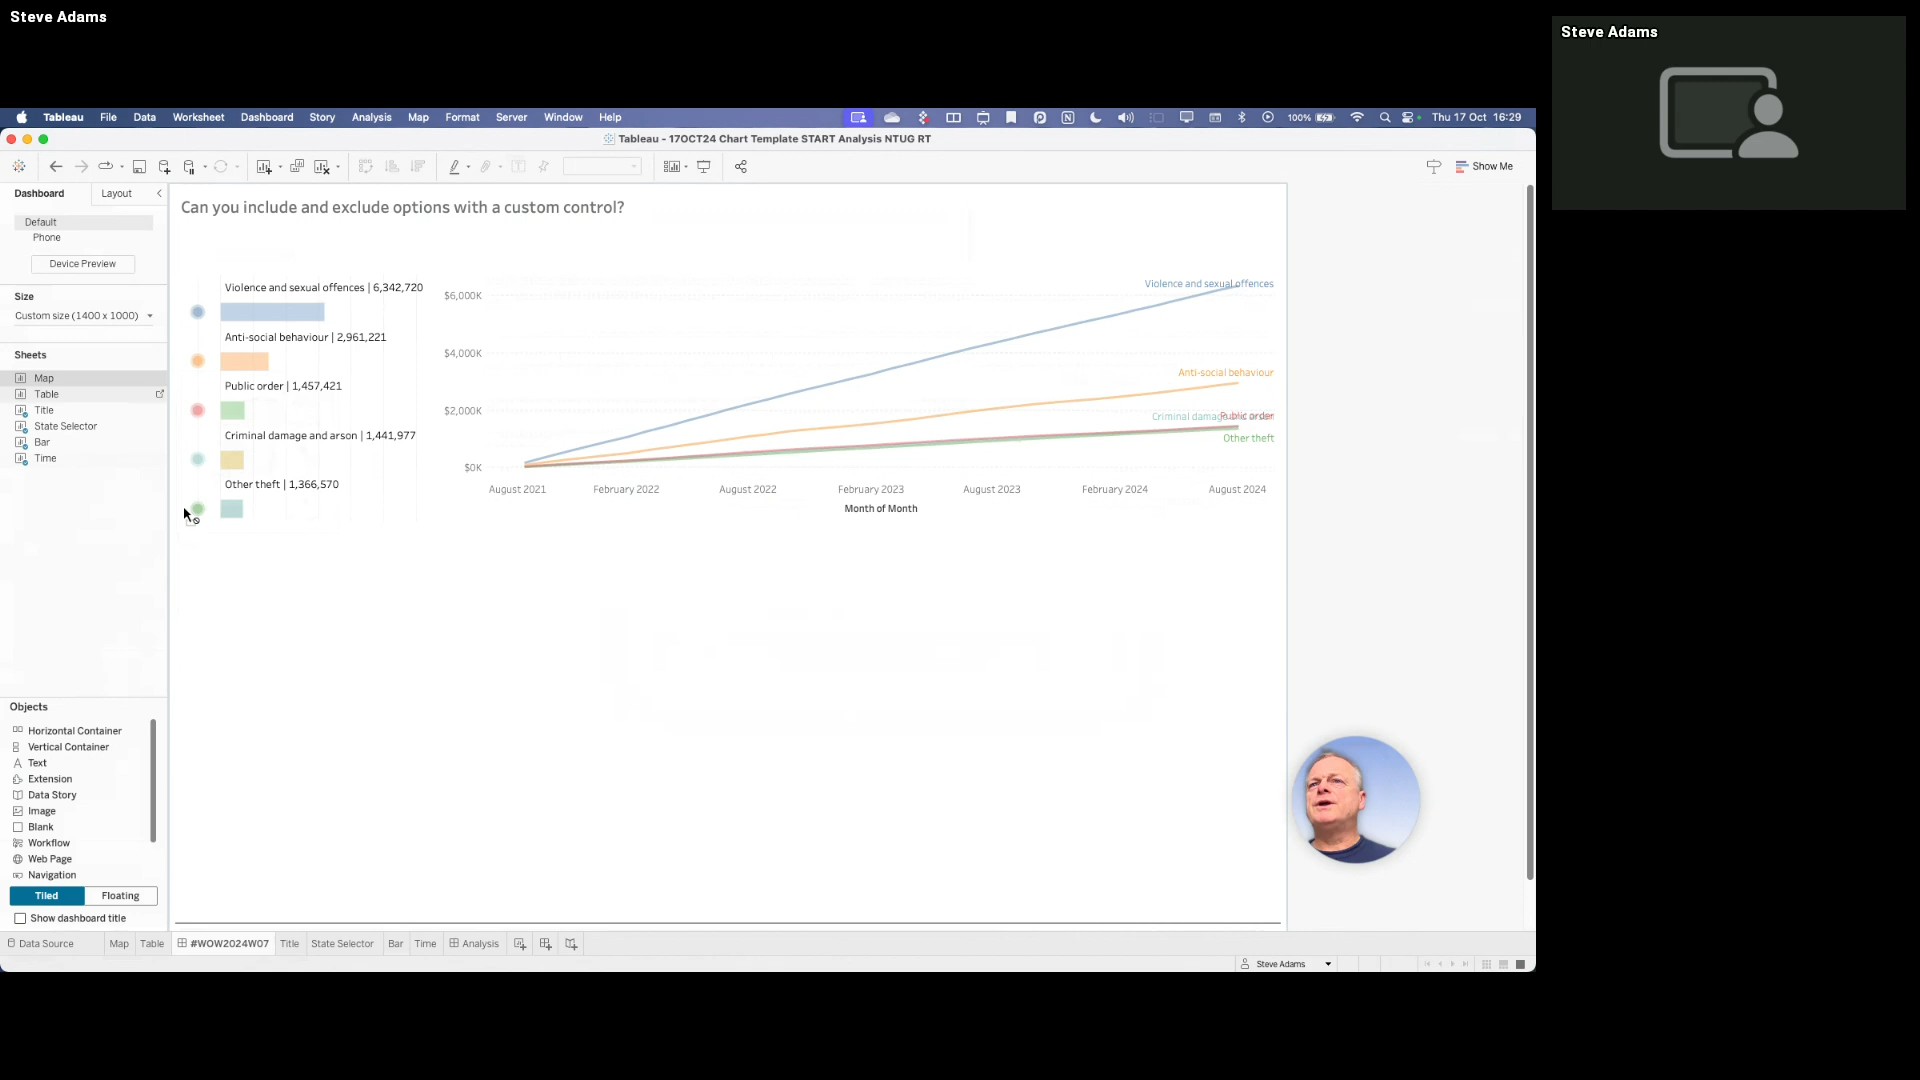 Steve Adams
Steve Adams
Tableau File Data Worksheet Dashboard Story Analysis Map Format Server Window Help 100% Thu 17 Oct 16:29
Tableau - 17OCT24 Chart Template START Analysis NTUG RT
Show Me
Dashboard Layout
Default
Phone
Device Preview
Size
Custom size (1400 x 1000)
Sheets
Map
Table
Title
State Selector
Bar
Time
Objects
Horizontal Container
Vertical Container
Text
Extension
Data Story
Image
Blank
Workflow
Web Page
Navigation
Tiled Floating
Show dashboard title
Can you include and exclude options with a custom control?
Violence and sexual offences | 6,342,720
Anti-social behaviour | 2,961,221
Public order | 1,457,421
Criminal damage and arson | 1,441,977
Other theft | 1,366,570
$6,000K
$4,000K
$2,000K
$0K
Violence and sexual offences
Anti-social behaviour
Criminal damage
Public order
Other theft
August 2021 February 2022 August 2022 February 2023 August 2023 February 2024 August 2024
Month of Month
Data Source Map Table #WOW2024W07 Title State Selector Bar Time Analysis
Steve Adams